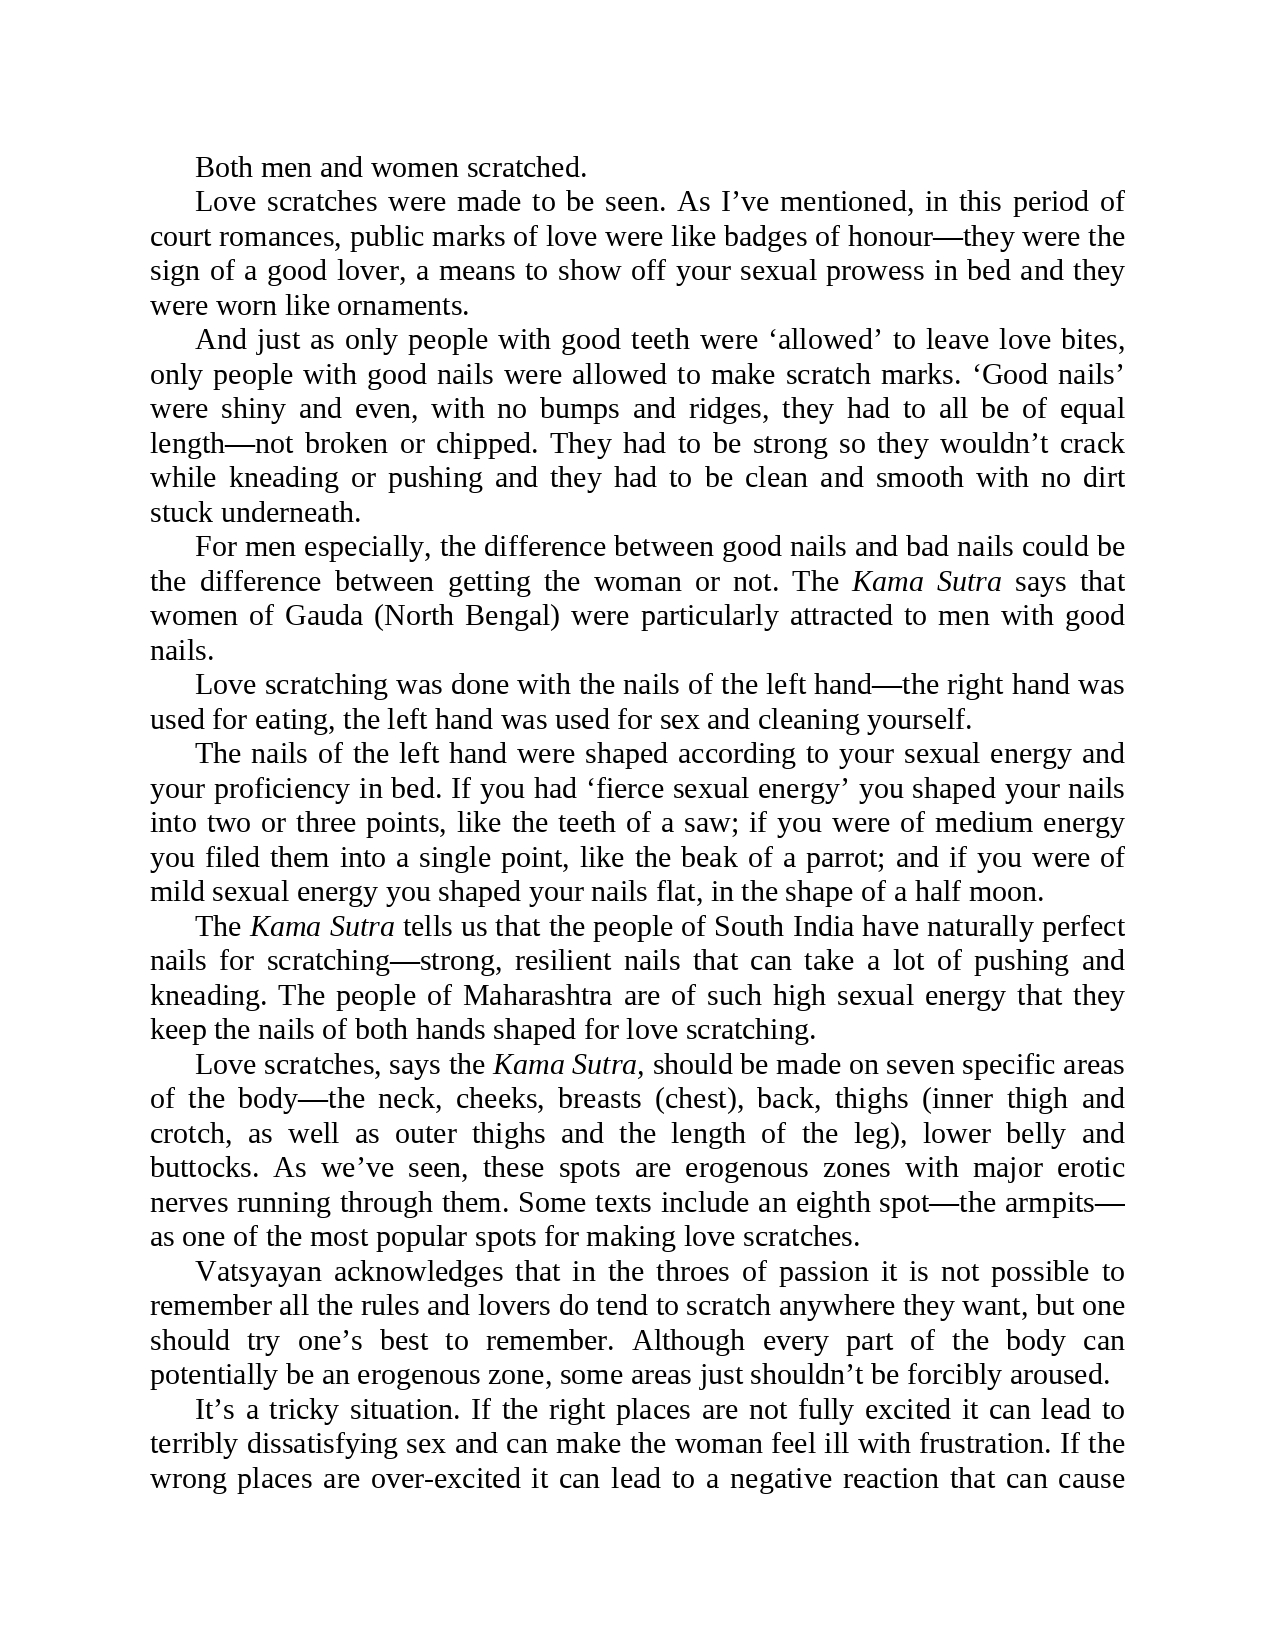 Both men and women scratched.
Love scratches were made to be seen. As I’ve mentioned, in this period of
court romances, public marks of love were like badges of honour—they were the
sign of a good lover, a means to show off your sexual prowess in bed and they
were worn like ornaments.
And just as only people with good teeth were ‘allowed’ to leave love bites,
only people with good nails were allowed to make scratch marks. ‘Good nails’
were shiny and even, with no bumps and ridges, they had to all be of equal
length—not broken or chipped. They had to be strong so they wouldn’t crack
while kneading or pushing and they had to be clean and smooth with no dirt
stuck underneath.
For men especially, the difference between good nails and bad nails could be
the difference between getting the woman or not. The Kama Sutra says that
women of Gauda (North Bengal) were particularly attracted to men with good
nails.
Love scratching was done with the nails of the left hand—the right hand was
used for eating, the left hand was used for sex and cleaning yourself.
The nails of the left hand were shaped according to your sexual energy and
your proficiency in bed. If you had ‘fierce sexual energy’ you shaped your nails
into two or three points, like the teeth of a saw; if you were of medium energy
you filed them into a single point, like the beak of a parrot; and if you were of
mild sexual energy you shaped your nails flat, in the shape of a half moon.
The Kama Sutra tells us that the people of South India have naturally perfect
nails for scratching—strong, resilient nails that can take a lot of pushing and
kneading. The people of Maharashtra are of such high sexual energy that they
keep the nails of both hands shaped for love scratching.
Love scratches, says the Kama Sutra, should be made on seven specific areas
of the body—the neck, cheeks, breasts (chest), back, thighs (inner thigh and
crotch, as well as outer thighs and the length of the leg), lower belly and
buttocks. As we’ve seen, these spots are erogenous zones with major erotic
nerves running through them. Some texts include an eighth spot—the armpits—
as one of the most popular spots for making love scratches.
Vatsyayan acknowledges that in the throes of passion it is not possible to
remember all the rules and lovers do tend to scratch anywhere they want, but one
should try one’s best to remember. Although every part of the body can
potentially be an erogenous zone, some areas just shouldn’t be forcibly aroused.
It’s a tricky situation. If the right places are not fully excited it can lead to
terribly dissatisfying sex and can make the woman feel ill with frustration. If the
wrong places are over-excited it can lead to a negative reaction that can cause